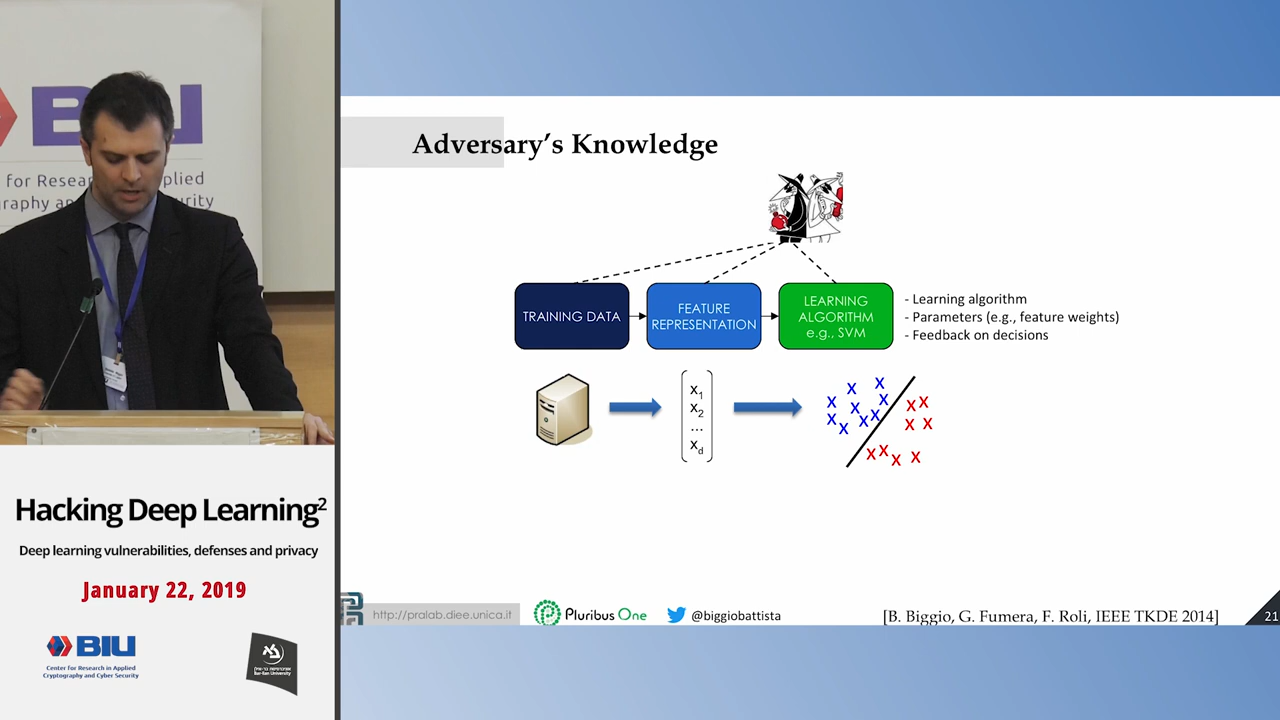 BIU
for Research Applied
and Security
Hacking Deep Learning²
Deep learning vulnerabilities, defenses and privacy
January 22, 2019
BIU
Center for Research in Applied
Cryptography and Cyber Security
Bar-Ilan University
Adversary's Knowledge
TRAINING DATA
FEATURE
REPRESENTATION
LEARNING
ALGORITHM
e.g., SVM
- Learning algorithm
- Parameters (e.g., feature weights)
- Feedback on decisions
x1
x2
...
xd
http://pralab.diee.unica.it
Pluribus One
@biggiobattista
[B. Biggio, G. Fumera, F. Roli, IEEE TKDE 2014]
21